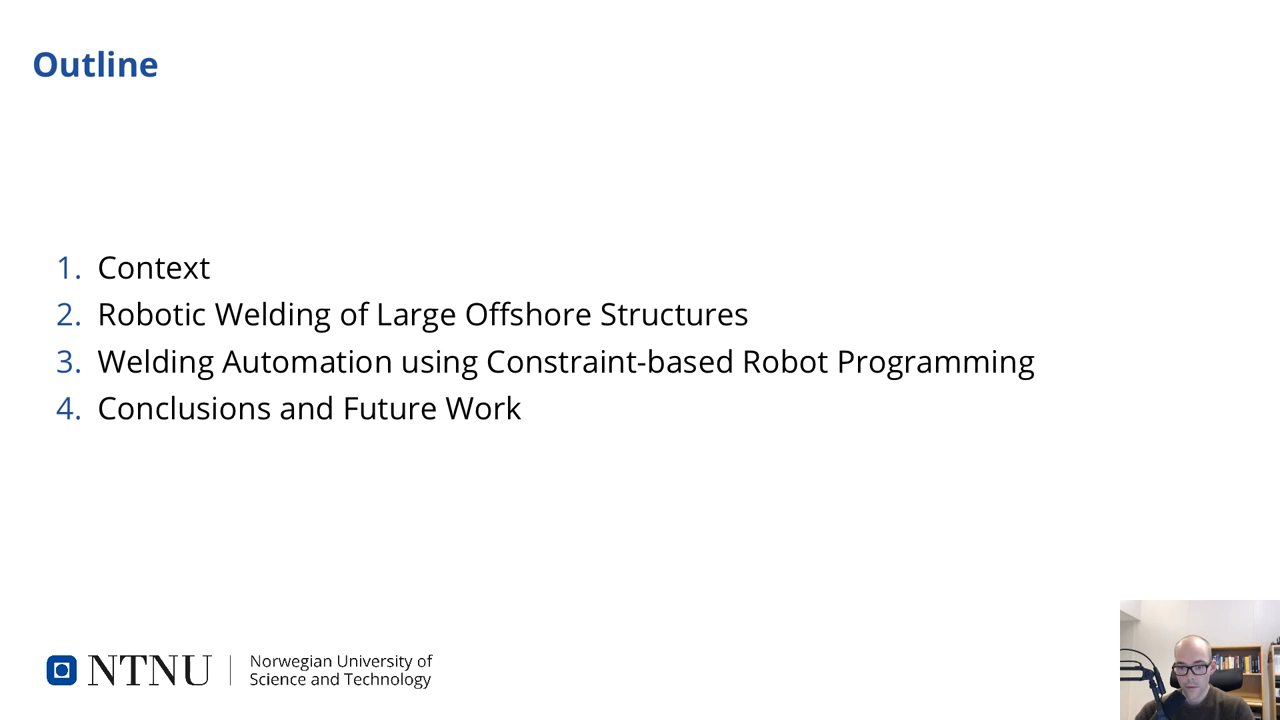 Outline
1. Context
2. Robotic Welding of Large Offshore Structures
3. Welding Automation using Constraint-based Robot Programming
4. Conclusions and Future Work
NTNU
Norwegian University of
Science and Technology